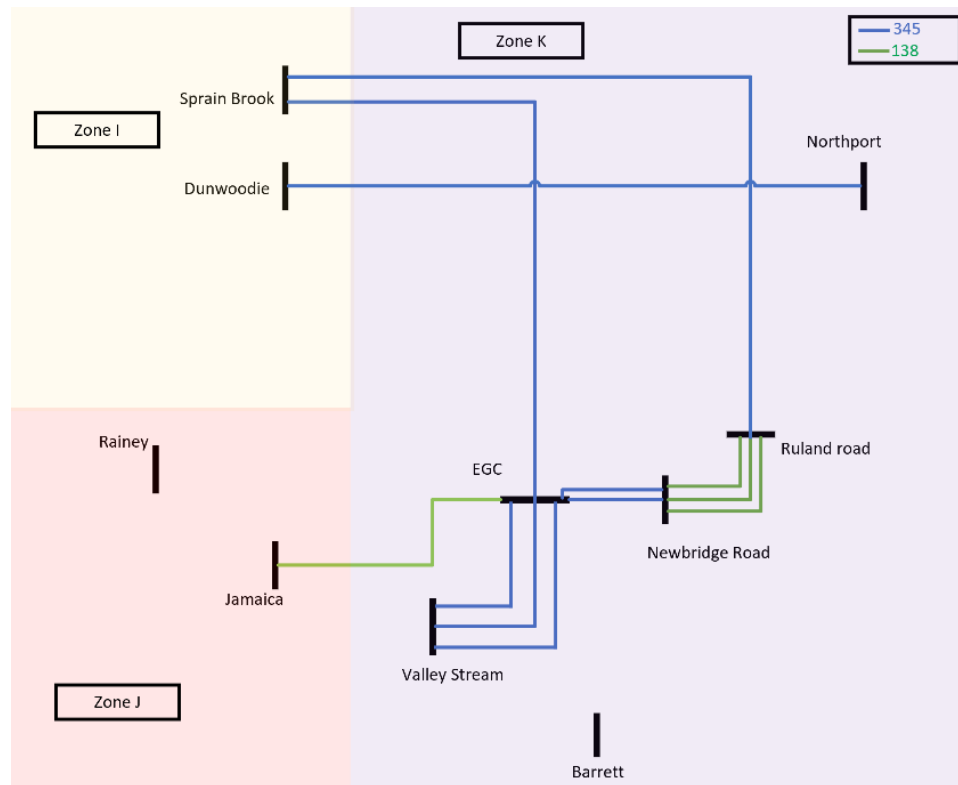 Zone K
345
138
Sprain Brook
Zone I
Northport
Dunwoodie
Rainey
EGC
Ruland road
Newbridge Road
Jamaica
Valley Stream
Zone J
Barrett